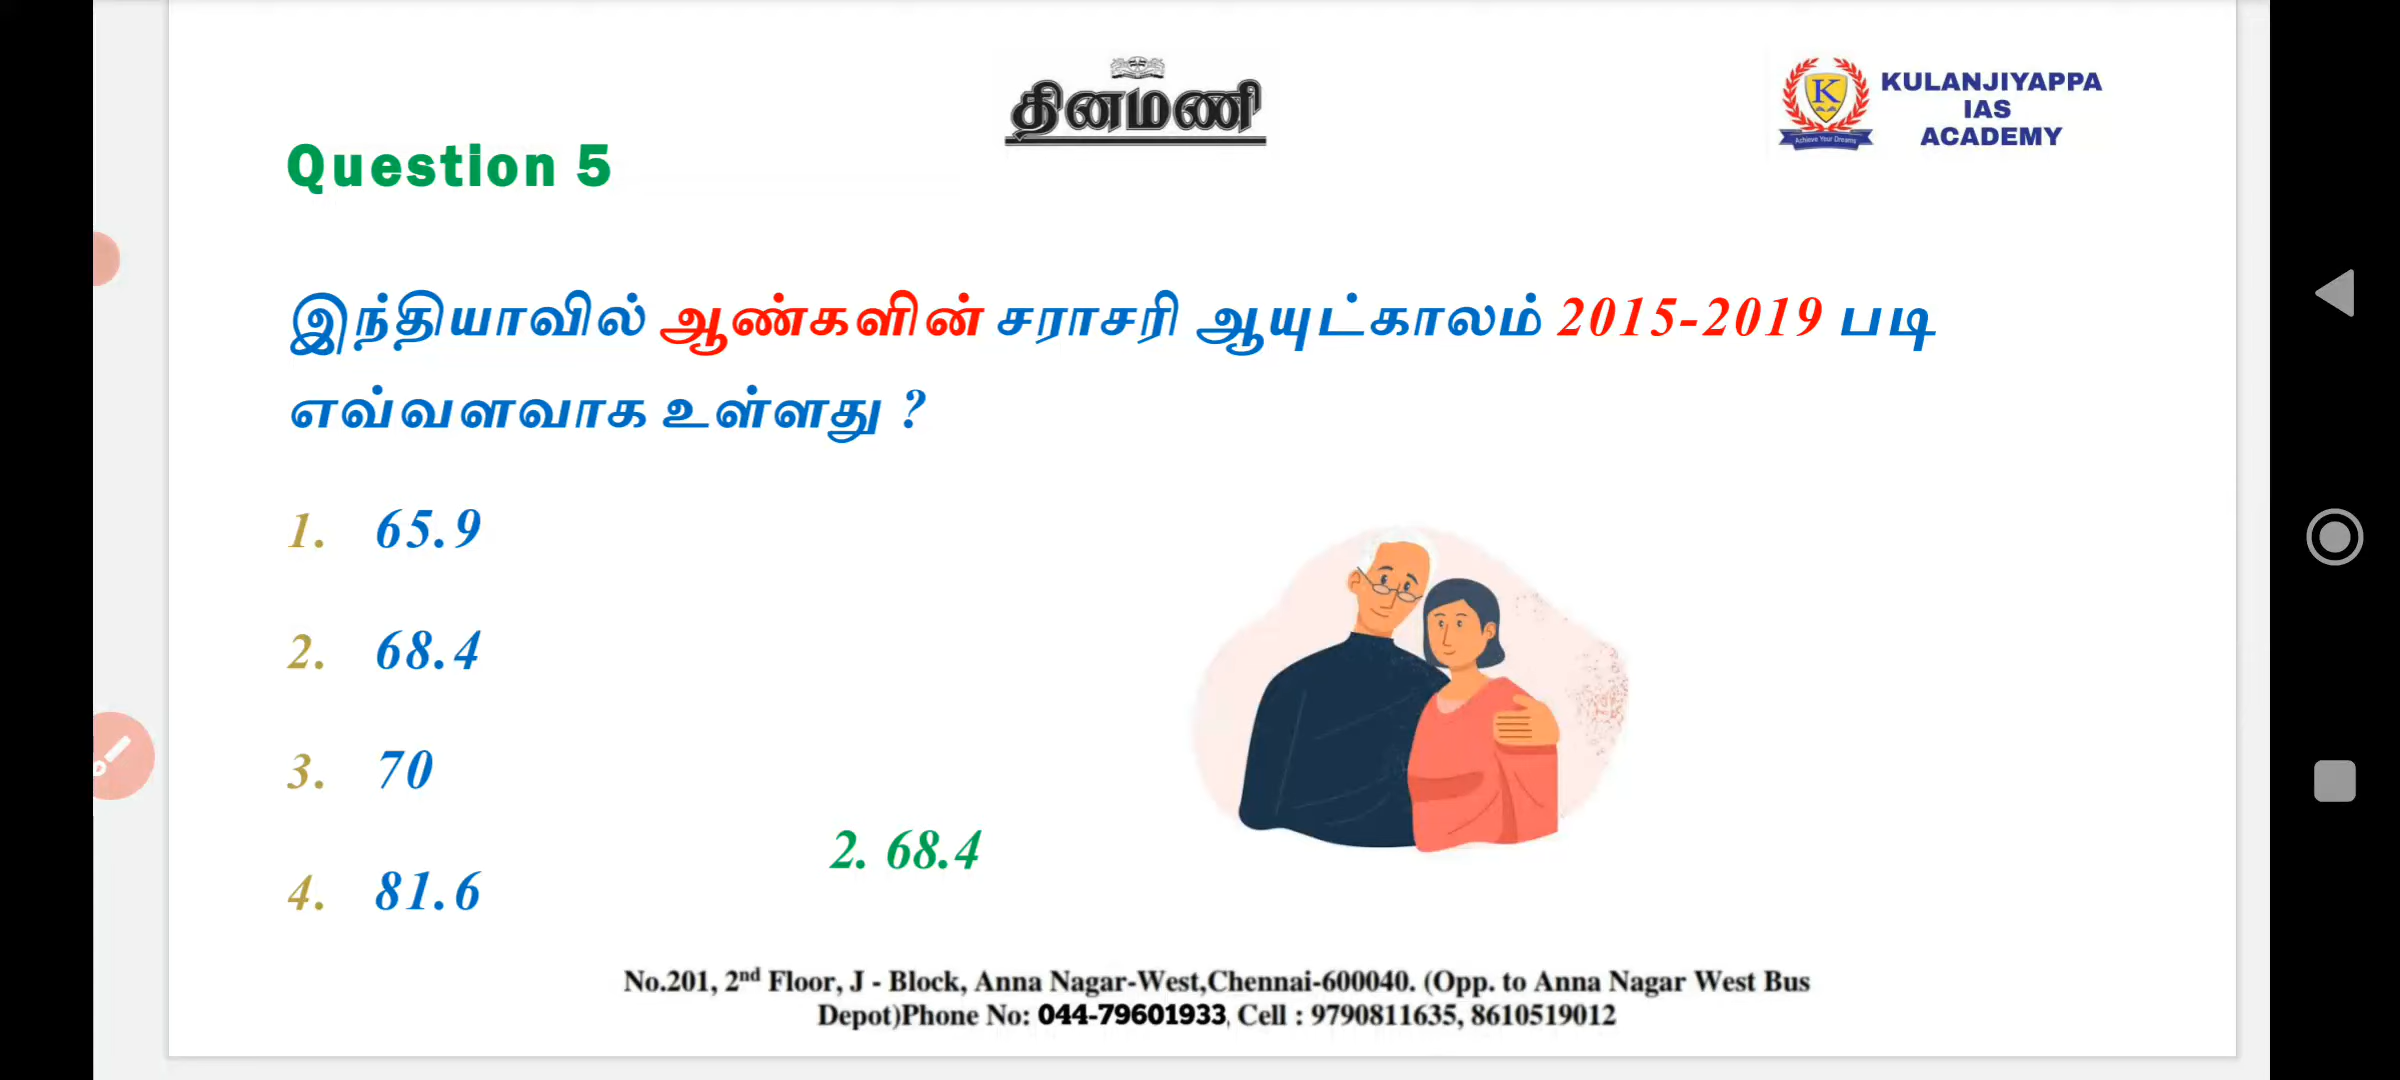 தினமணி
KULANJIYAPPA
IAS
ACADEMY
K
Achieve Your Dreams
Question 5
இந்தியாவில் ஆண்களின் சராசரி ஆயுட்காலம் 2015-2019 படி
எவ்வளவாக உள்ளது ?
1. 65.9
2. 68.4
3. 70
4. 81.6
2. 68.4
No.201, 2nd Floor, J - Block, Anna Nagar-West,Chennai-600040. (Opp. to Anna Nagar West Bus
Depot)Phone No: 044-79601933, Cell : 9790811635, 8610519012